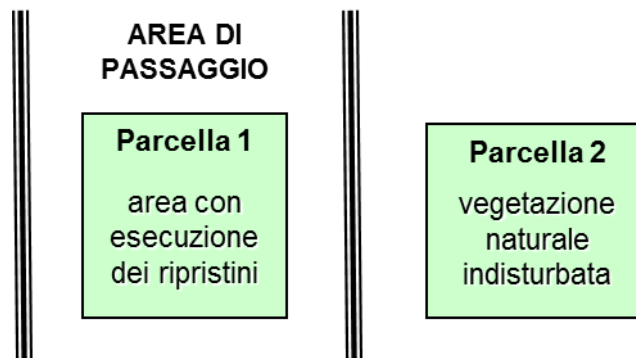 AREA DI
PASSAGGIO
Parcella 1
area con
esecuzione
dei ripristini
Parcella 2
vegetazione
naturale
indisturbata